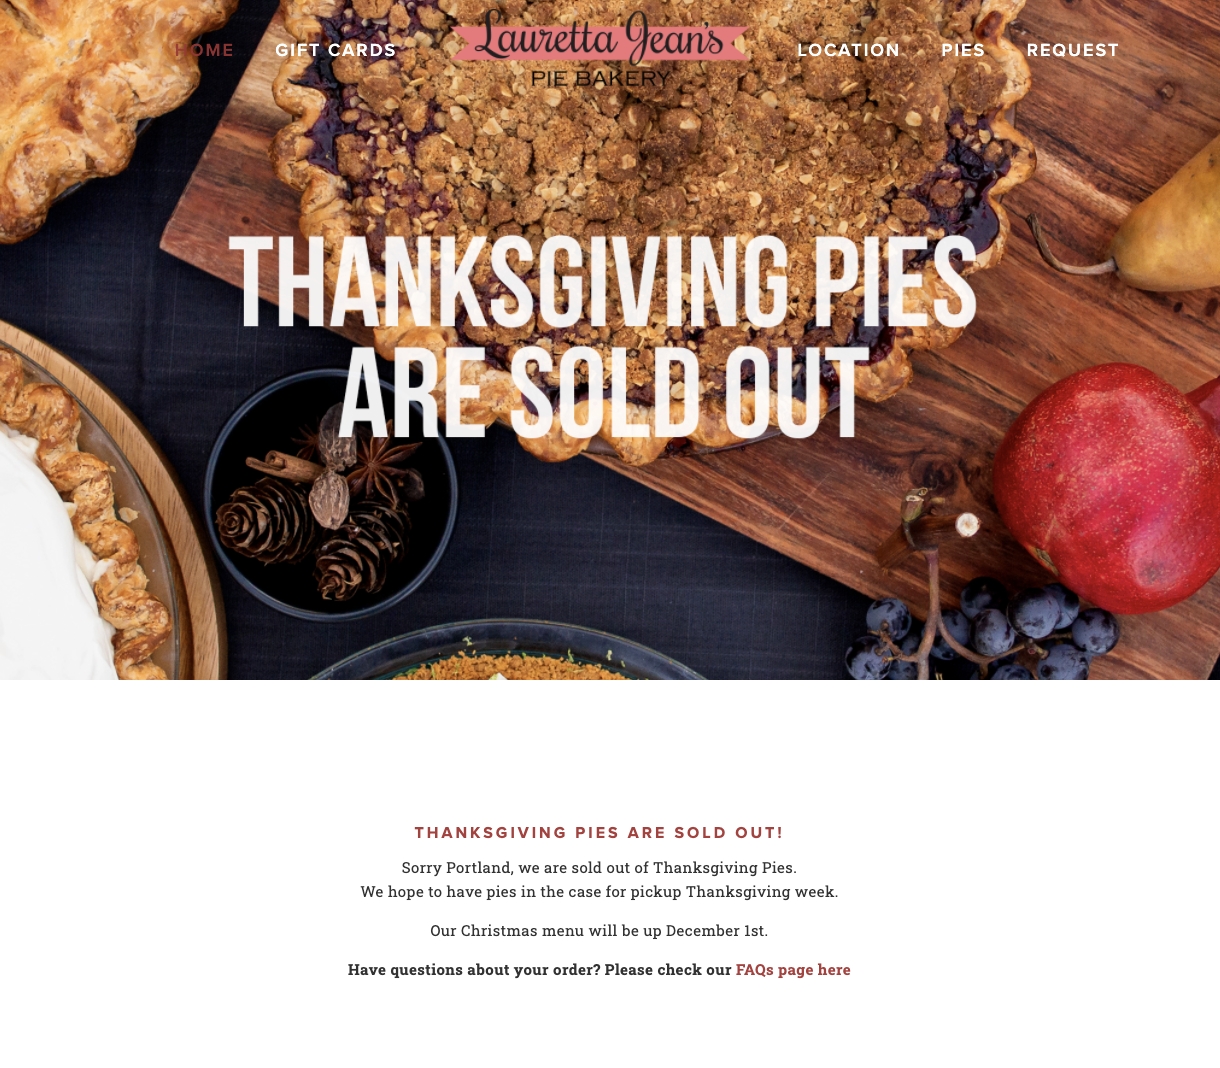 HOME GIFT CARDS Lauretta Jean's LOCATION PIES REQUEST
PIE BAKERY
THANKSGIVING PIES
ARE SOLD OUT
THANKSGIVING PIES ARE SOLD OUT!
Sorry Portland, we are sold out of Thanksgiving Pies.
We hope to have pies in the case for pickup Thanksgiving week.
Our Christmas menu will be up December 1st.
Have questions about your order? Please check our FAQs page here